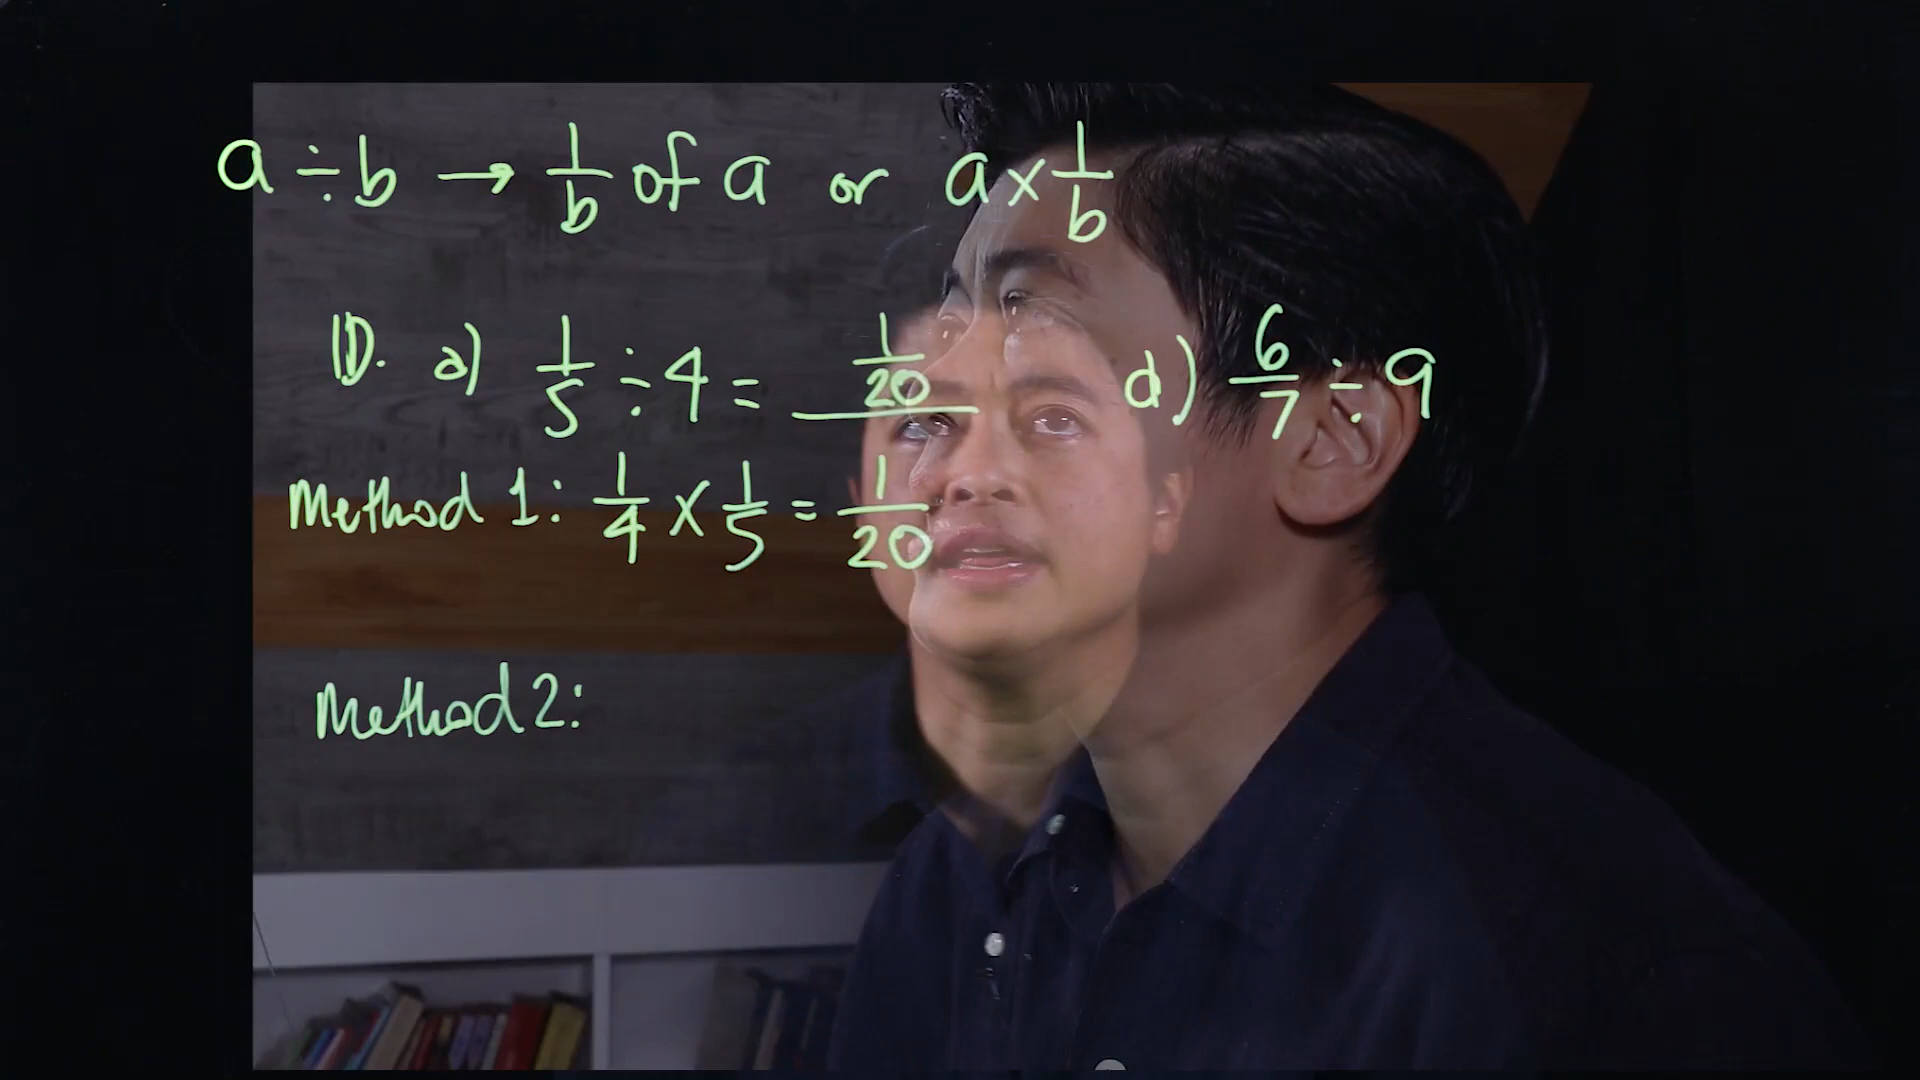 a ÷ b → 1/b of a or a × 1/b
1D. a) 1/5 ÷ 4 = 1/20
d) 6/7 ÷ 9
Method 1: 1/4 × 1/5 = 1/20
Method 2: